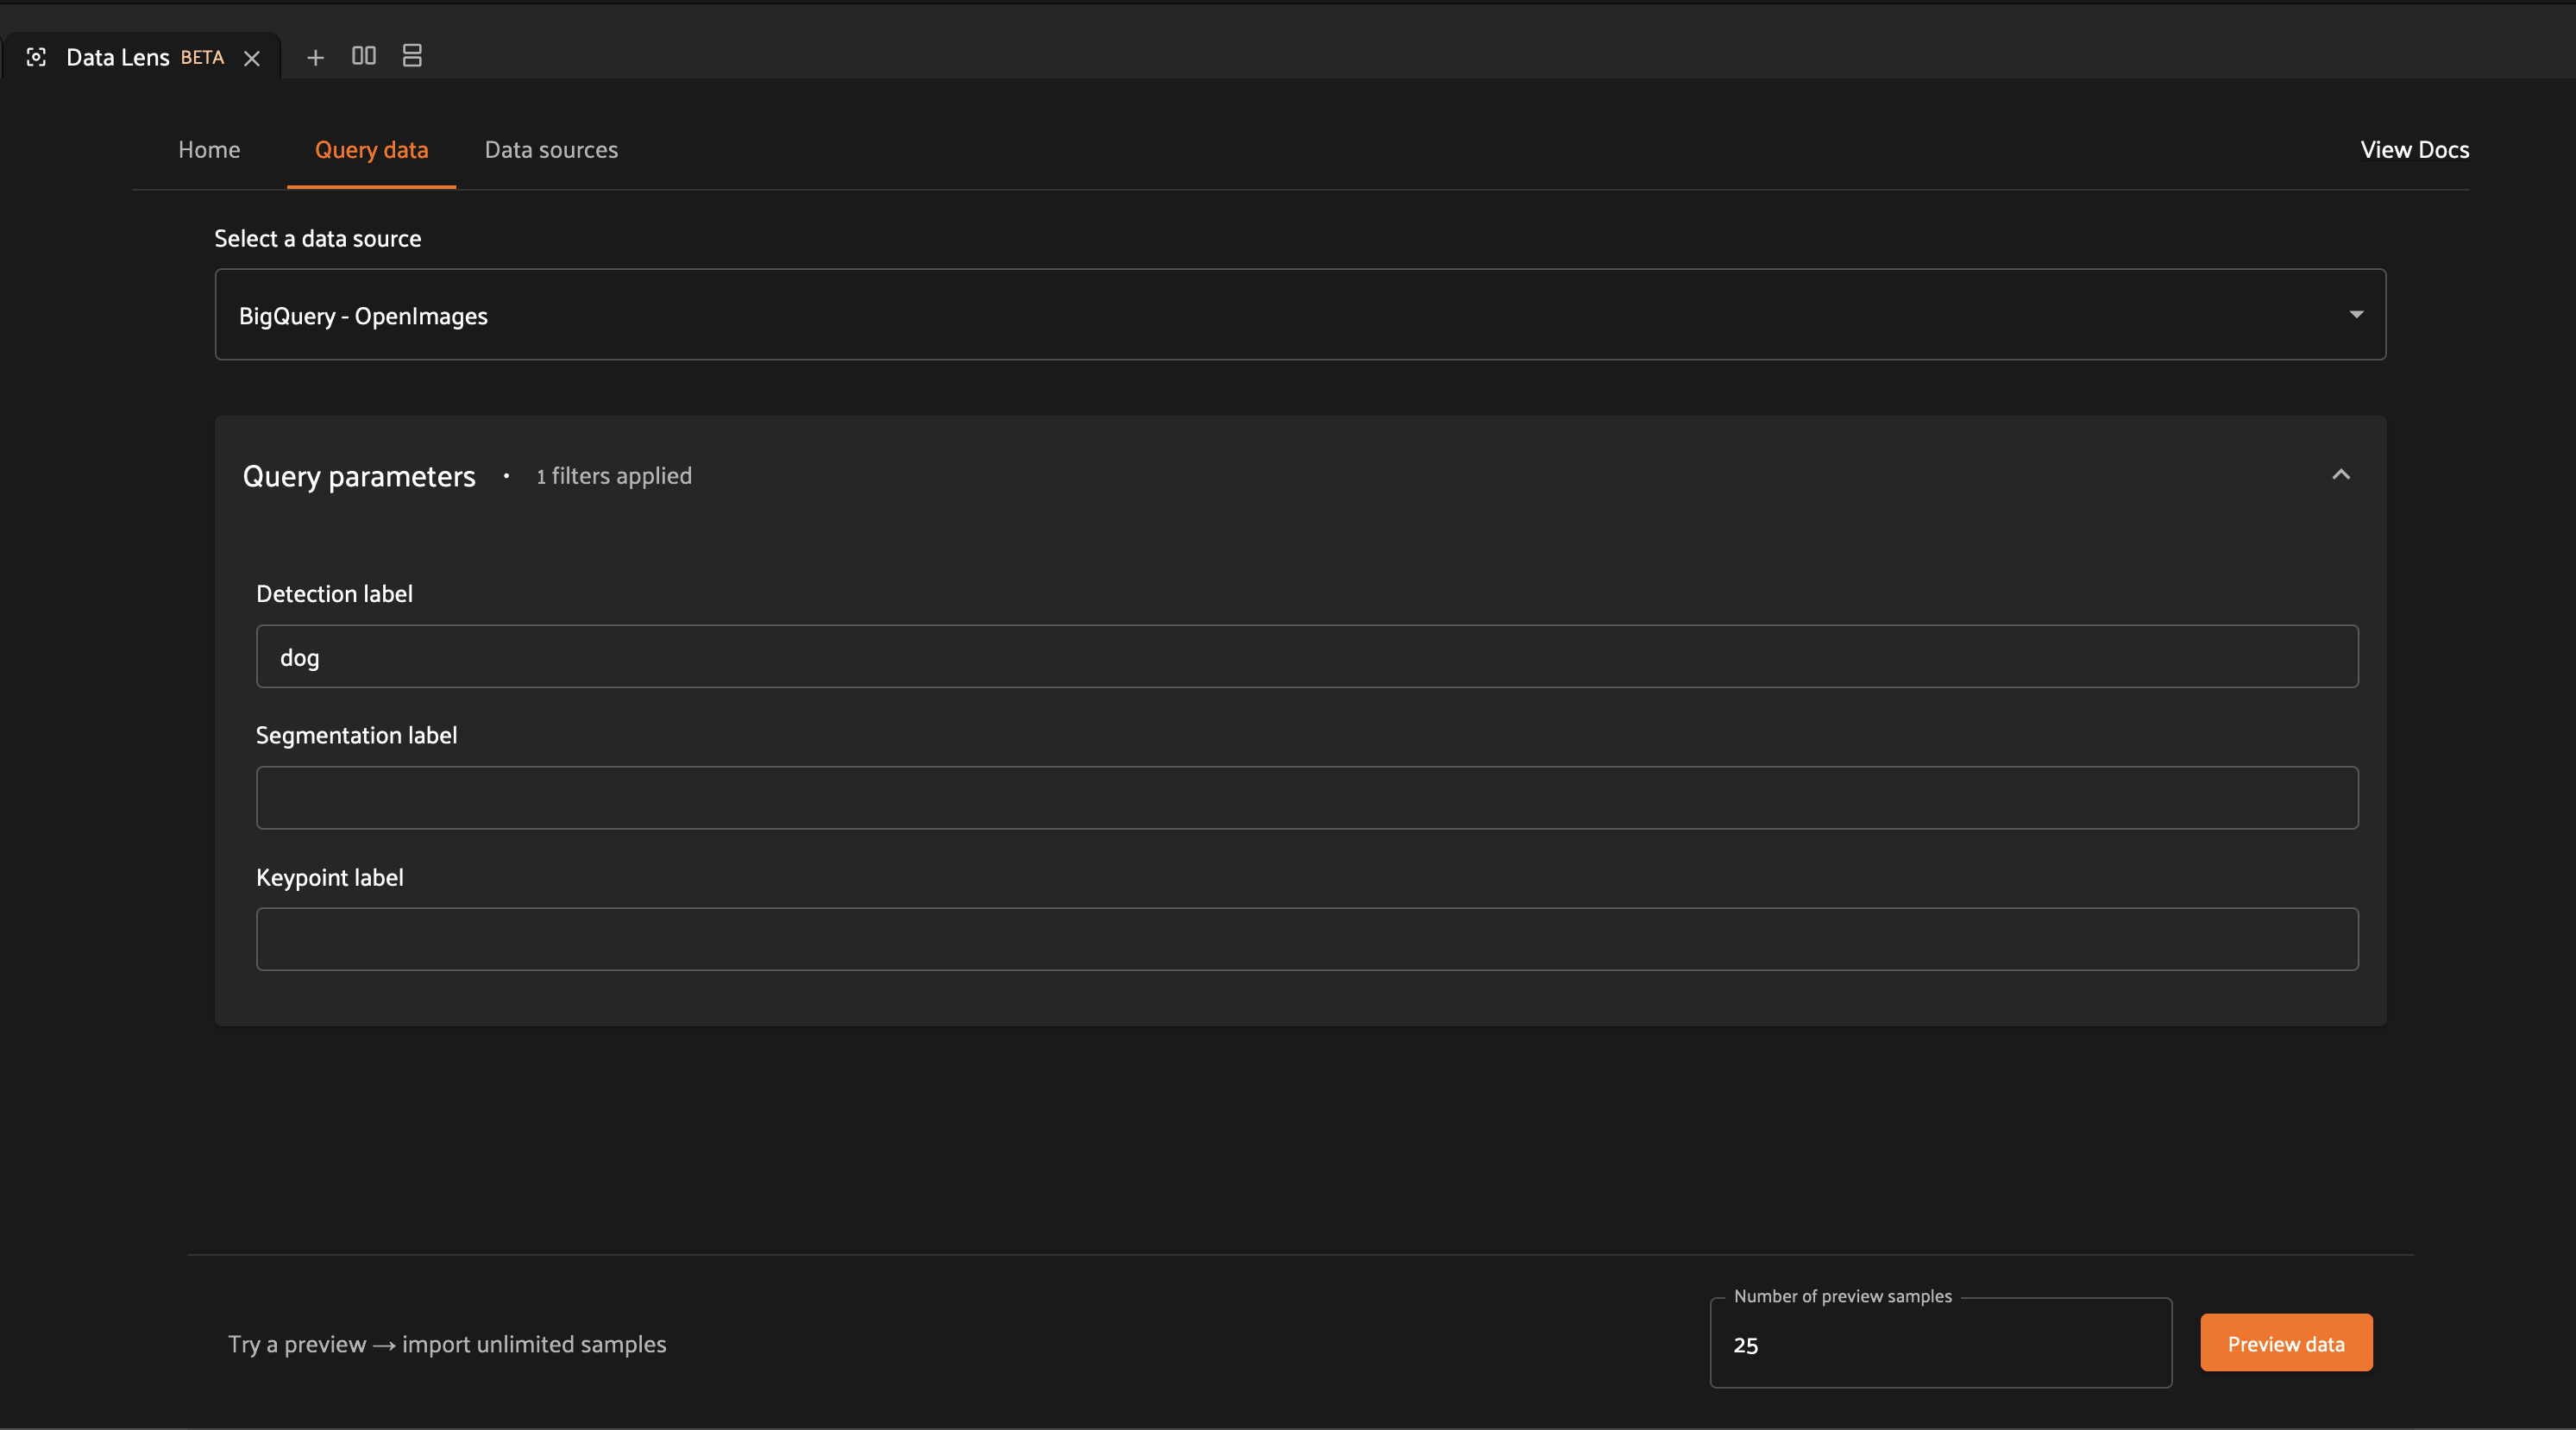 Data Lens BETA
Home Query data Data sources View Docs
Select a data source
BigQuery - OpenImages
Query parameters • 1 filters applied
Detection label
dog
Segmentation label
Keypoint label
Number of preview samples
Try a preview → import unlimited samples 25 Preview data